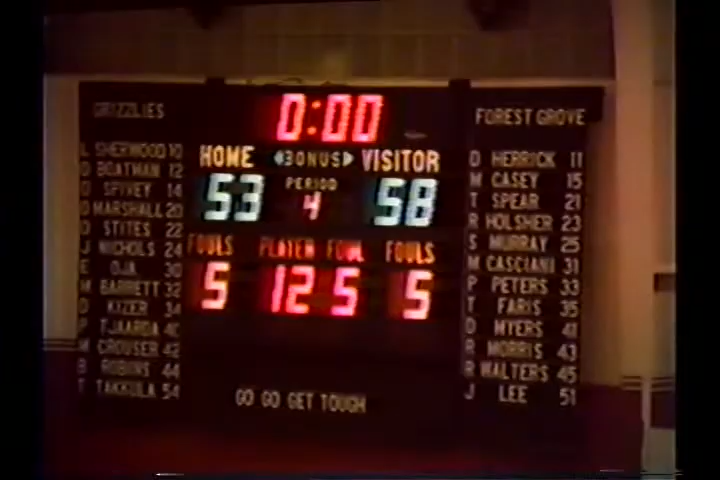 GRIZZLIES
0:00
FOREST GROVE
L SHERWOOD 10
D BOATMAN 12
D SPIVEY 14
D MARSHALL 20
D STITES 22
J NICHOLS 24
E OJA 30
M BARRETT 32
D KIZER 34
P TJAARDA 40
M CROUSER 42
B ROBINS 44
T TAKKULA 54
HOME ◀BONUS▶ VISITOR
PERIOD
53 4 58
FOULS PLAYER FOUL FOULS
5 12 5 5
GO GO GET TOUGH
D HERRICK 11
M CASEY 15
T SPEAR 21
R HOLSHER 23
S MURRAY 25
M CASCIANI 31
P PETERS 33
T FARIS 35
D MYERS 41
R MORRIS 43
R WALTERS 45
J LEE 51